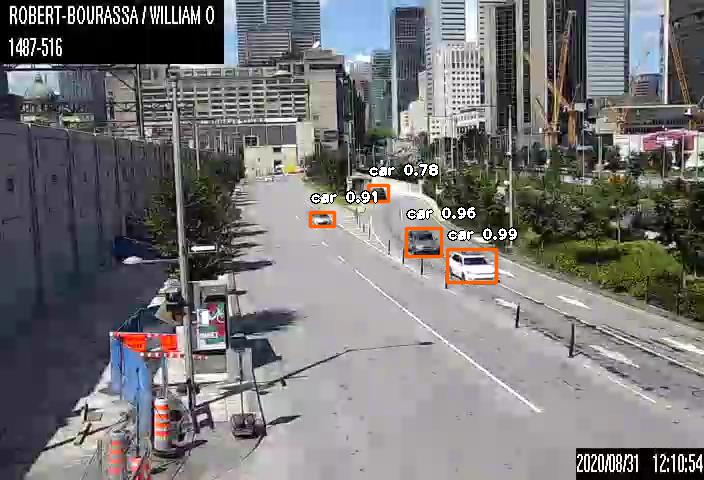 ROBERT-BOURASSA / WILLIAM O
1487-516
car 0.78
car 0.91
car 0.96
car 0.99
2020/08/31 12:10:54